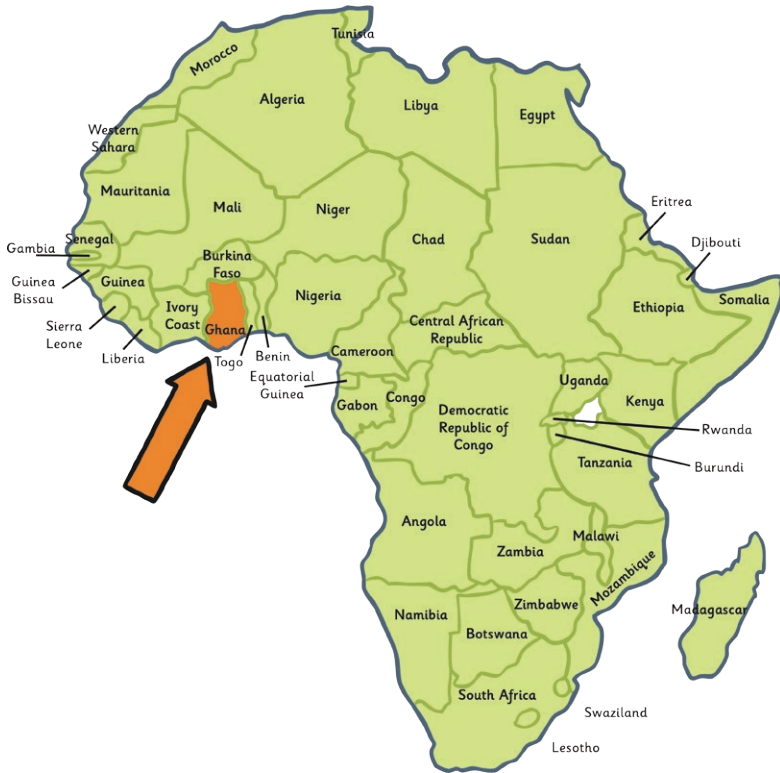 Tunisia
Morocco
Algeria
Libya
Egypt
Western
Sahara
Mauritania
Mali
Niger
Chad
Sudan
Eritrea
Senegal
Gambia
Djibouti
Burkina
Faso
Guinea
Guinea
Bissau
Nigeria
Ethiopia
Somalia
Ivory
Coast
Ghana
Sierra
Leone
Liberia
Togo
Benin
Central African
Republic
Cameroon
Equatorial
Guinea
Gabon
Congo
Democratic
Republic of
Congo
Uganda
Kenya
Rwanda
Burundi
Tanzania
Angola
Zambia
Malawi
Mozambique
Madagascar
Namibia
Zimbabwe
Botswana
South Africa
Swaziland
Lesotho